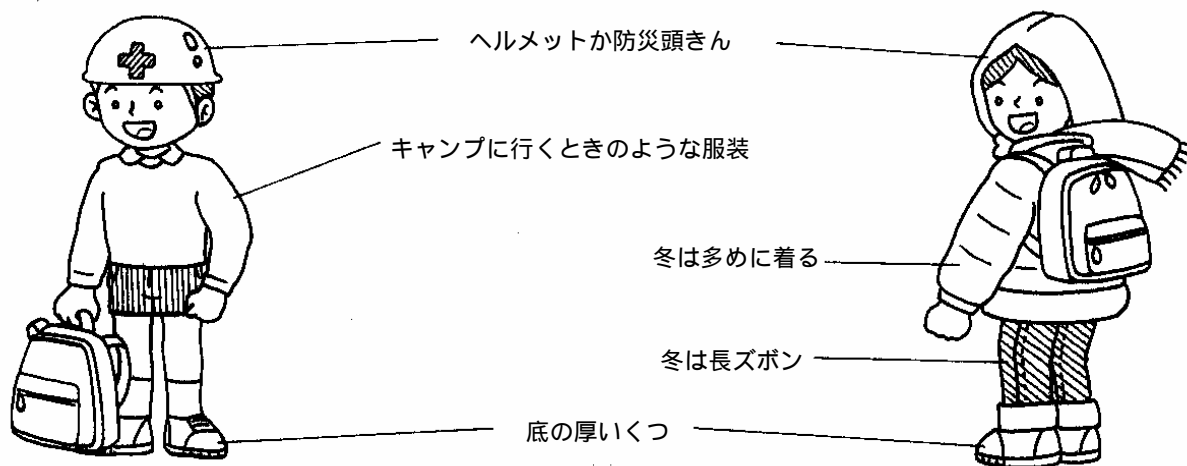 ヘルメットか防災頭きん
キャンプに行くときのような服装
冬は多めに着る
冬は長ズボン
底の厚いくつ